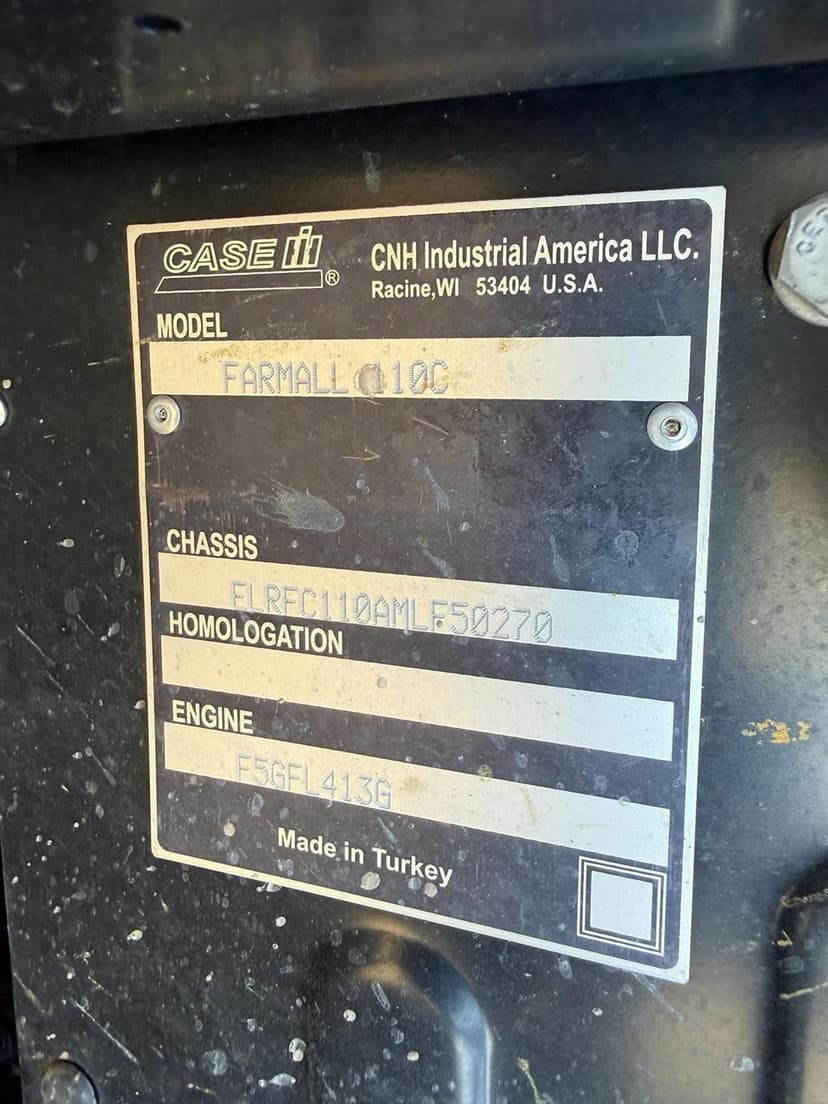 CASE IH ®
CNH Industrial America LLC.
Racine,WI 53404 U.S.A.
MODEL
FARMALL 110C
CHASSIS
ELRFC110AMLF50270
HOMOLOGATION
ENGINE
F5GFL413G
Made in Turkey